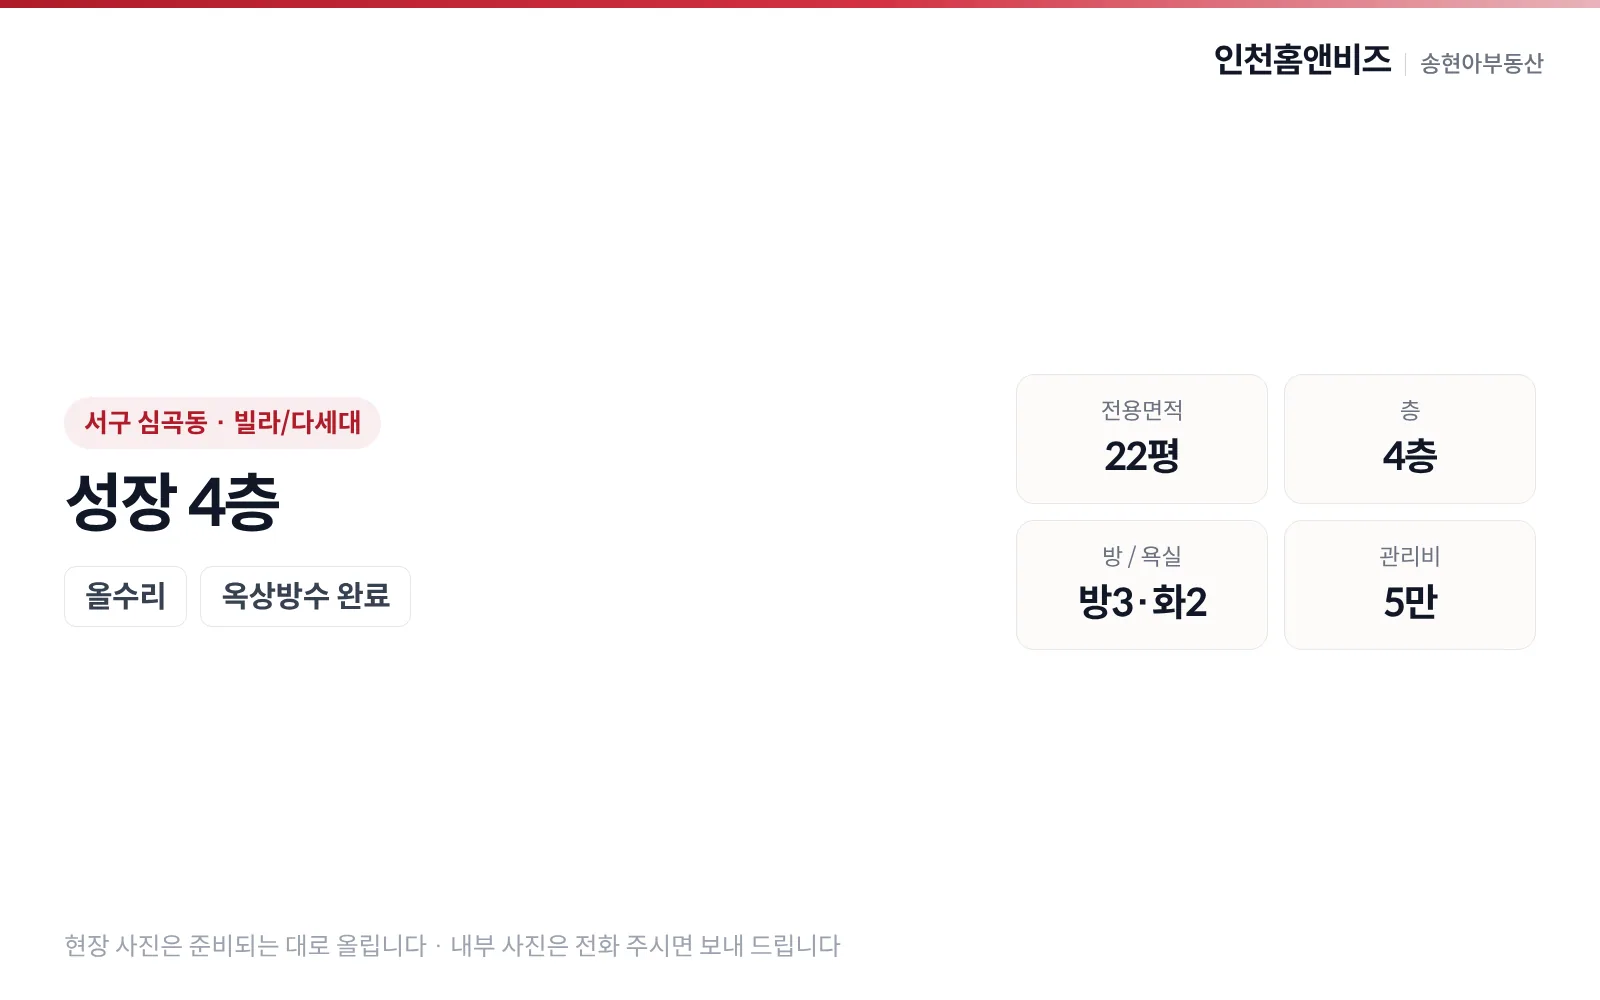 인천홈앤비즈 송현아부동산
서구 심곡동 · 빌라/다세대
성장 4층
올수리 옥상방수 완료
전용면적
22평
층
4층
방 / 욕실
방3·화2
관리비
5만
현장 사진은 준비되는 대로 올립니다 · 내부 사진은 전화 주시면 보내 드립니다